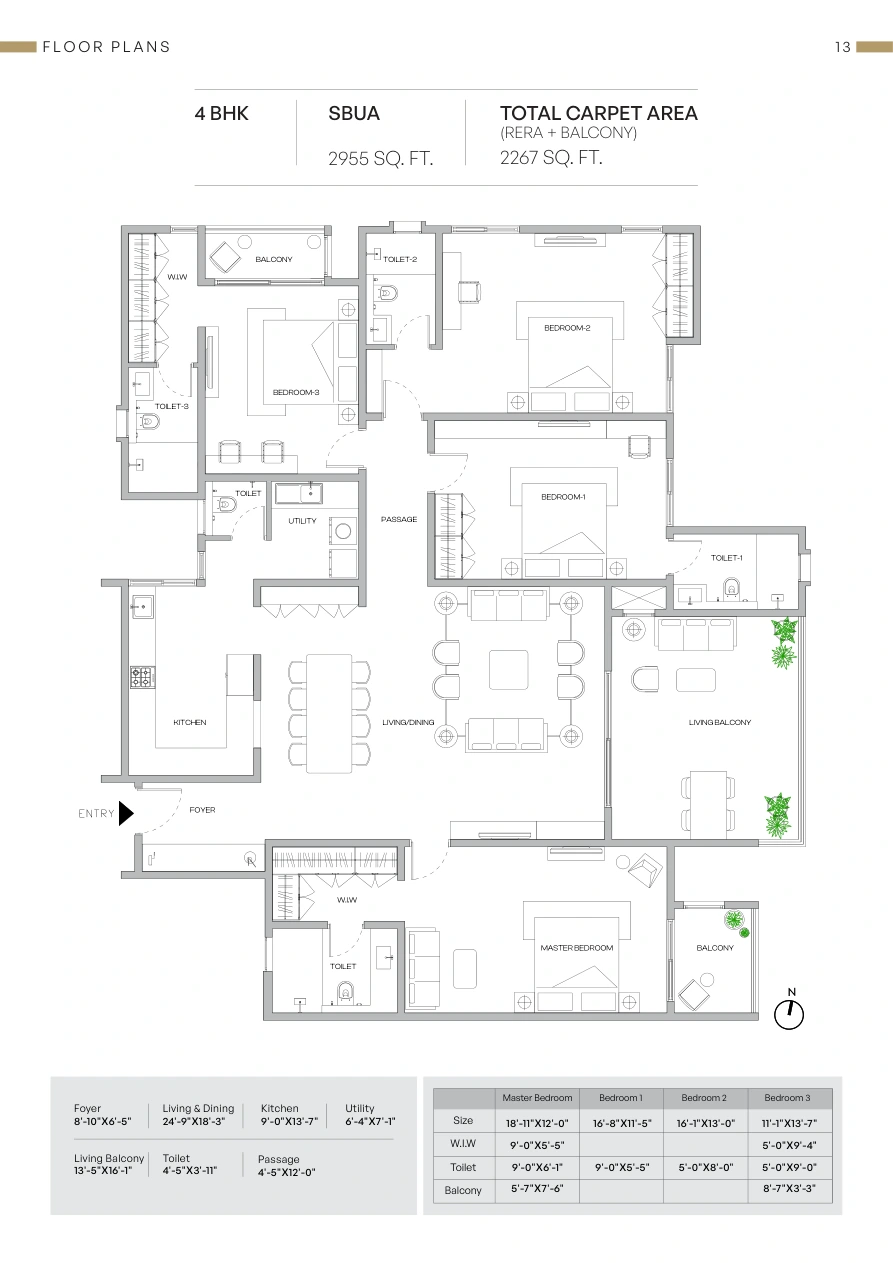 FLOOR PLANS
13
4 BHK
SBUA
2955 SQ. FT.
TOTAL CARPET AREA
(RERA + BALCONY)
2267 SQ. FT.
W.I.W
BALCONY
TOILET-2
BEDROOM-2
BEDROOM-3
TOILET-3
TOILET
UTILITY
PASSAGE
BEDROOM-1
TOILET-1
KITCHEN
LIVING/DINING
LIVING BALCONY
ENTRY
FOYER
W.I.W
TOILET
MASTER BEDROOM
BALCONY
N
Foyer
8'-10"X6'-5"
Living & Dining
24'-9"X18'-3"
Kitchen
9'-0"X13'-7"
Utility
6'-4"X7'-1"
Living Balcony
13'-5"X16'-1"
Toilet
4'-5"X3'-11"
Passage
4'-5"X12'-0"
Master Bedroom Bedroom 1 Bedroom 2 Bedroom 3
Size 18'-11"X12'-0" 16'-8"X11'-5" 16'-1"X13'-0" 11'-1"X13'-7"
W.I.W 9'-0"X5'-5" 5'-0"X9'-4"
Toilet 9'-0"X6'-1" 9'-0"X5'-5" 5'-0"X8'-0" 5'-0"X9'-0"
Balcony 5'-7"X7'-6" 8'-7"X3'-3"